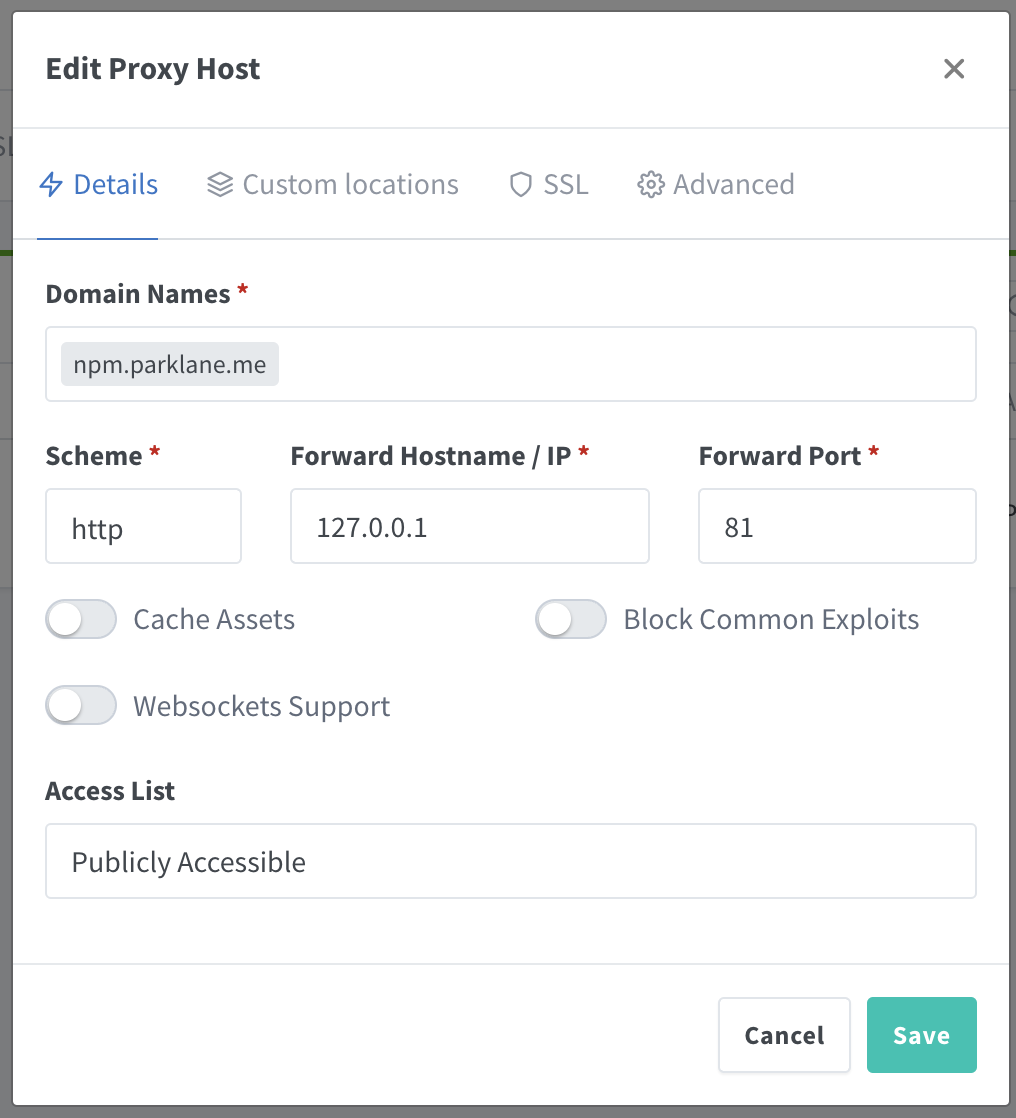 Edit Proxy Host
Details Custom locations SSL Advanced
Domain Names *
npm.parklane.me
Scheme * Forward Hostname / IP * Forward Port *
http 127.0.0.1 81
Cache Assets Block Common Exploits
Websockets Support
Access List
Publicly Accessible
Cancel Save